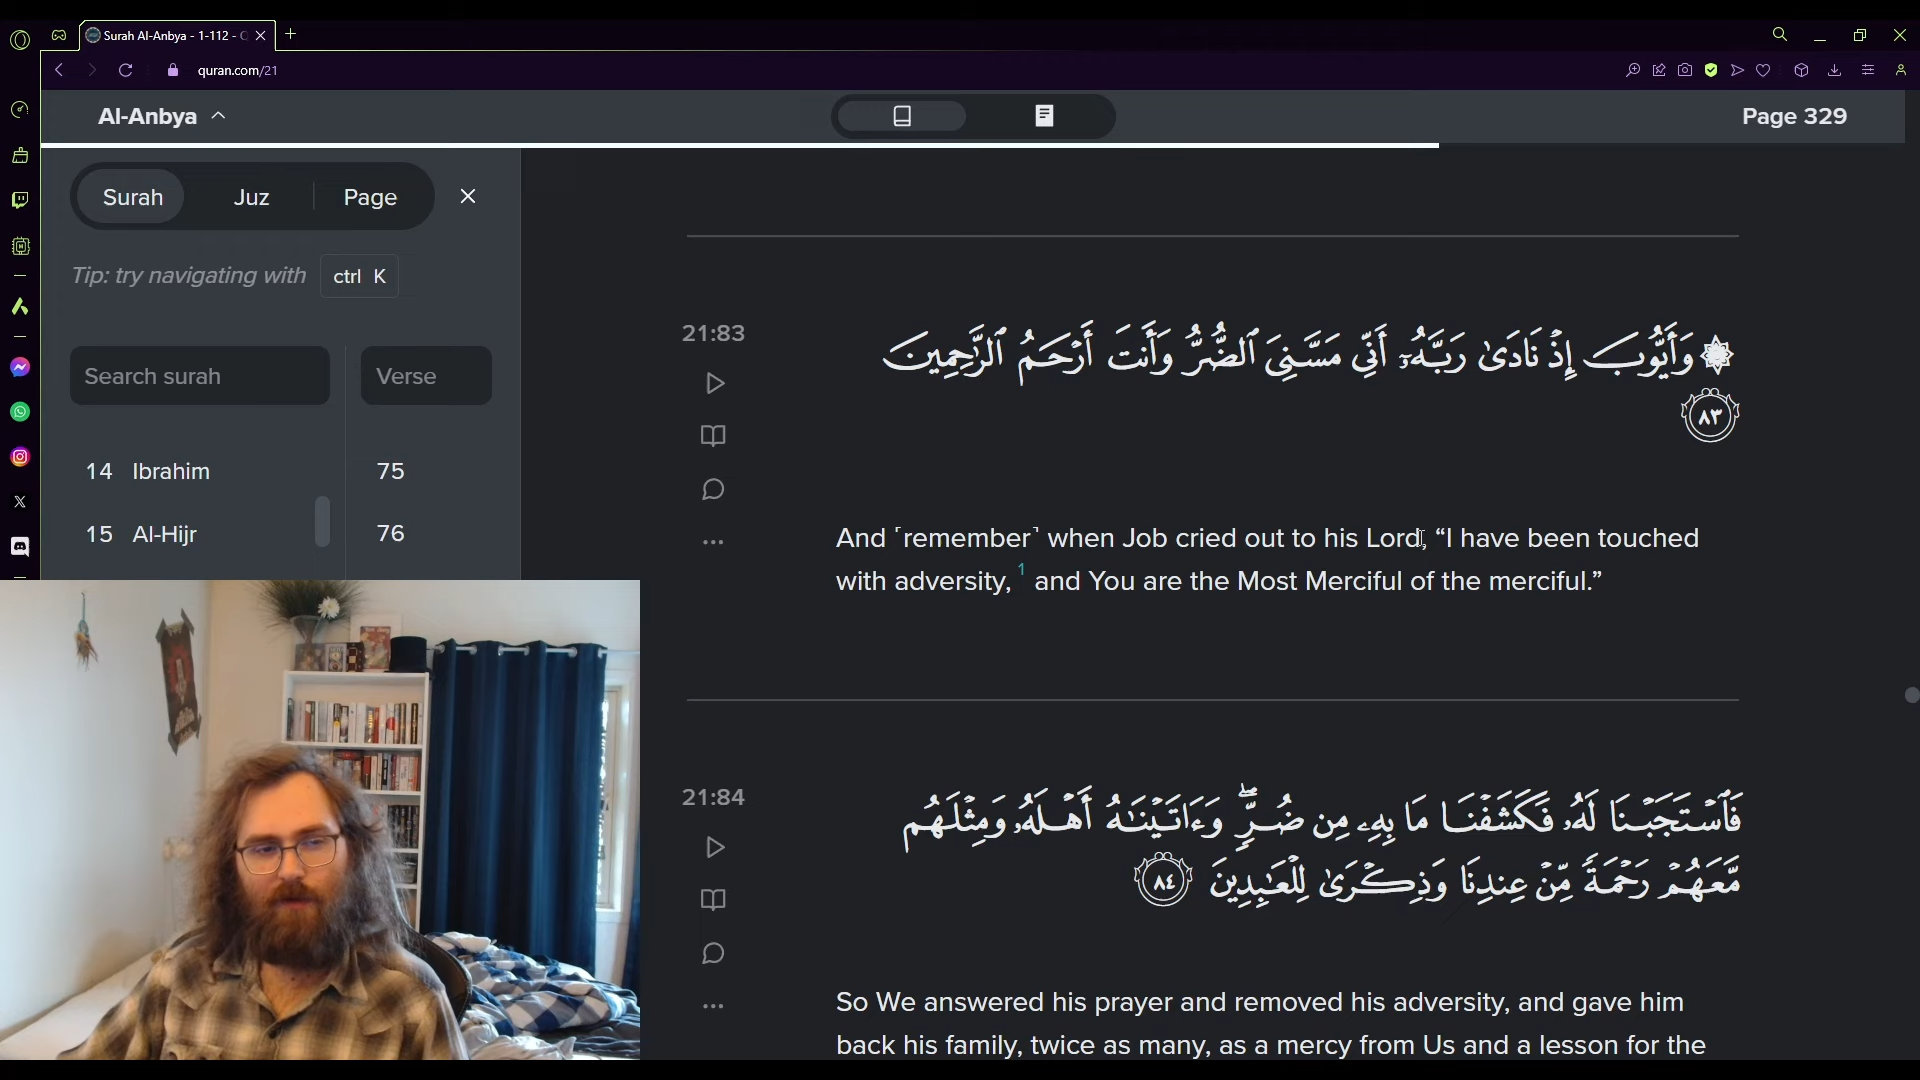 Surah Al-Anbya - 1-112 - Q
quran.com/21
Al-Anbya
Page 329
Surah
Juz
Page
Tip: try navigating with ctrl K
Search surah
Verse
14 Ibrahim
75
15 Al-Hijr
76
21:83
۞ وَأَيُّوبَ إِذْ نَادَىٰ رَبَّهُۥٓ أَنِّى مَسَّنِىَ ٱلضُّرُّ وَأَنتَ أَرْحَمُ ٱلرَّٰحِمِينَ
٨٣
And ˹remember˺ when Job cried out to his Lord, “I have been touched
with adversity, 1 and You are the Most Merciful of the merciful.”
21:84
فَٱسْتَجَبْنَا لَهُۥ فَكَشَفْنَا مَا بِهِۦ مِن ضُرٍّۢ ۖ وَءَاتَيْنَـٰهُ أَهْلَهُۥ وَمِثْلَهُم
مَّعَهُمْ رَحْمَةًۭ مِّنْ عِندِنَا وَذِكْرَىٰ لِلْعَـٰبِدِينَ ٨٤
So We answered his prayer and removed his adversity, and gave him
back his family, twice as many, as a mercy from Us and a lesson for the